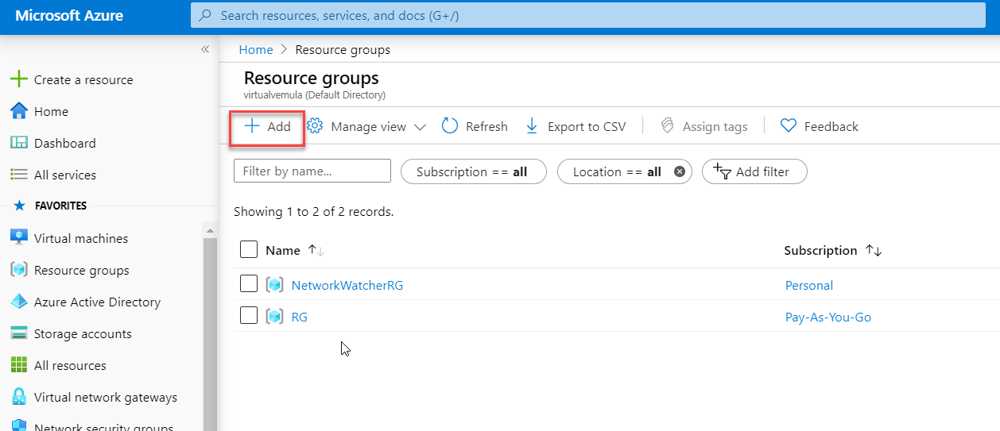 Microsoft Azure
Search resources, services, and docs (G+/)
«
Create a resource
Home
Dashboard
All services
FAVORITES
Virtual machines
Resource groups
Azure Active Directory
Storage accounts
All resources
Virtual network gateways
Network security groups
Home > Resource groups
Resource groups
virtualvemula (Default Directory)
Add Manage view Refresh Export to CSV Assign tags Feedback
Filter by name... Subscription == all Location == all Add filter
Showing 1 to 2 of 2 records.
Name Subscription
NetworkWatcherRG Personal
RG Pay-As-You-Go